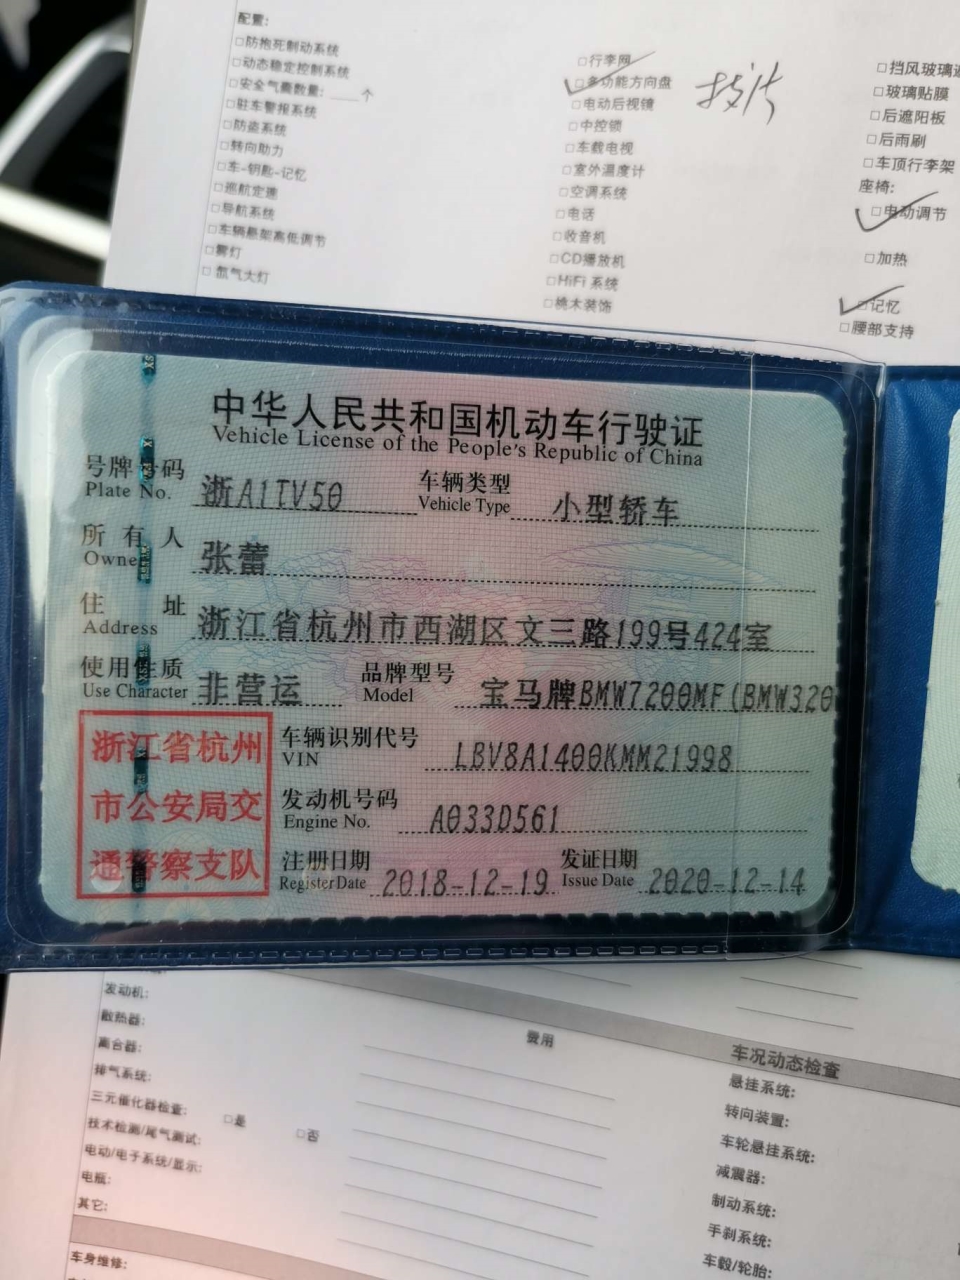 配置:
□防抱死制动系统
□动态稳定控制系统
□安全气囊数量: ____个
□驻车警报系统
□防盗系统
□转向助力
□车-钥匙-记忆
□巡航定速
□导航系统
□车辆悬架高低调节
□雾灯
□氙气大灯
□行李网
□多功能方向盘
□电动后视镜
□中控锁
□车载电视
□室外温度计
□空调系统
□电话
□收音机
□CD播放机
□HiFi 系统
□桃木装饰
□挡风玻璃
□玻璃贴膜
□后遮阳板
□后雨刷
□车顶行李架
座椅:
□电动调节
□加热
□记忆
□腰部支持
中华人民共和国机动车行驶证
Vehicle License of the People's Republic of China
号牌号码 浙A1TV50 车辆类型 小型轿车
Plate No. Vehicle Type
所有人 张蕾
Owner
住址 浙江省杭州市西湖区文三路199号424室
Address
使用性质 非营运 品牌型号 宝马牌BMW7200MF(BMW320
Use Character Model
浙江省杭州
市公安局交
通警察支队
车辆识别代号 LBV8A1400KMM21998
VIN
发动机号码 A033D561
Engine No.
注册日期 2018-12-19 发证日期 2020-12-14
Register Date Issue Date
发动机:
散热器:
离合器:
排气系统:
三元催化器检查: □是 □否
技术检测/尾气测试:
电动/电子系统/显示:
电瓶:
其它:
车身维修:
费用
车况动态检查
悬挂系统:
转向装置:
车轮悬挂系统:
减震器:
制动系统:
手刹系统:
车毂/轮胎: